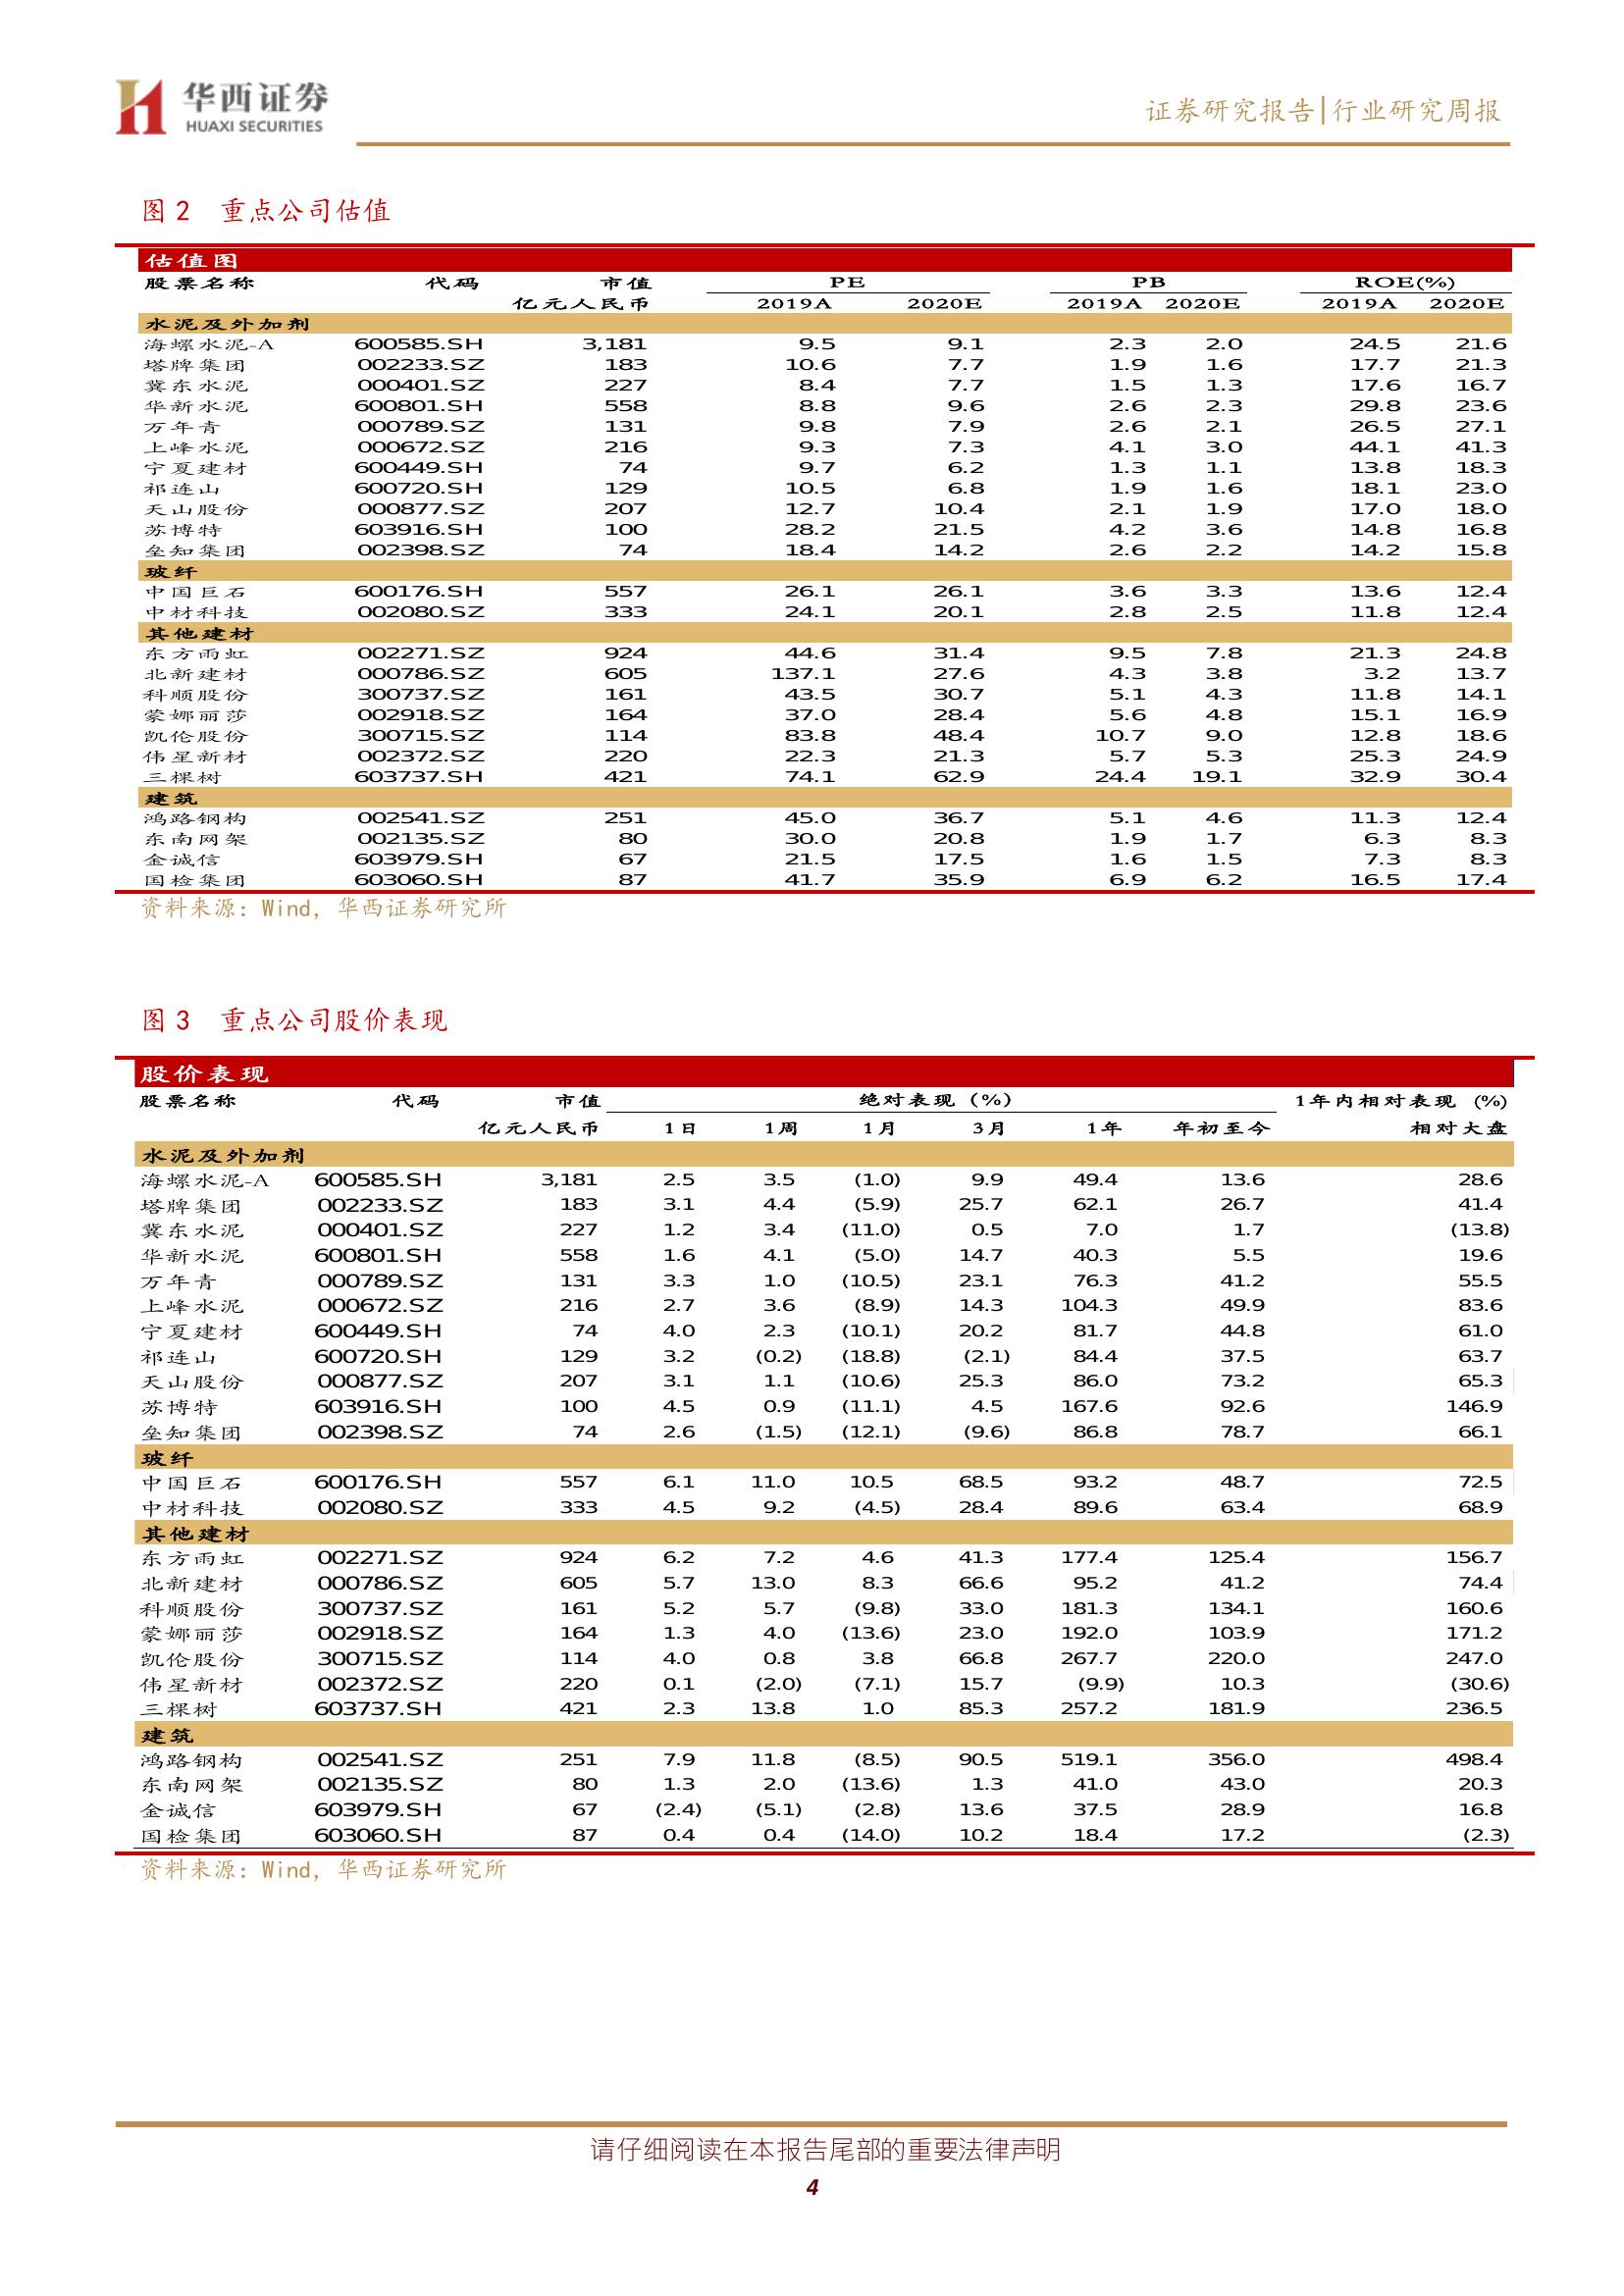 华西证券
HUAXI SECURITIES
证券研究报告|行业研究周报
图 2 重点公司估值
估值图
股票名称 代码 市值 PE PB ROE(%)
亿元人民币 2019A 2020E 2019A 2020E 2019A 2020E
水泥及外加剂
海螺水泥-A 600585.SH 3,181 9.5 9.1 2.3 2.0 24.5 21.6
塔牌集团 002233.SZ 183 10.6 7.7 1.9 1.6 17.7 21.3
冀东水泥 000401.SZ 227 8.4 7.7 1.5 1.3 17.6 16.7
华新水泥 600801.SH 558 8.8 9.6 2.6 2.3 29.8 23.6
万年青 000789.SZ 131 9.8 7.9 2.6 2.1 26.5 27.1
上峰水泥 000672.SZ 216 9.3 7.3 4.1 3.0 44.1 41.3
宁夏建材 600449.SH 74 9.7 6.2 1.3 1.1 13.8 18.3
祁连山 600720.SH 129 10.5 6.8 1.9 1.6 18.1 23.0
天山股份 000877.SZ 207 12.7 10.4 2.1 1.9 17.0 18.0
苏博特 603916.SH 100 28.2 21.5 4.2 3.6 14.8 16.8
垒知集团 002398.SZ 74 18.4 14.2 2.6 2.2 14.2 15.8
玻纤
中国巨石 600176.SH 557 26.1 26.1 3.6 3.3 13.6 12.4
中材科技 002080.SZ 333 24.1 20.1 2.8 2.5 11.8 12.4
其他建材
东方雨虹 002271.SZ 924 44.6 31.4 9.5 7.8 21.3 24.8
北新建材 000786.SZ 605 137.1 27.6 4.3 3.8 3.2 13.7
科顺股份 300737.SZ 161 43.5 30.7 5.1 4.3 11.8 14.1
蒙娜丽莎 002918.SZ 164 37.0 28.4 5.6 4.8 15.1 16.9
凯伦股份 300715.SZ 114 83.8 48.4 10.7 9.0 12.8 18.6
伟星新材 002372.SZ 220 22.3 21.3 5.7 5.3 25.3 24.9
三棵树 603737.SH 421 74.1 62.9 24.4 19.1 32.9 30.4
建筑
鸿路钢构 002541.SZ 251 45.0 36.7 5.1 4.6 11.3 12.4
东南网架 002135.SZ 80 30.0 20.8 1.9 1.7 6.3 8.3
金诚信 603979.SH 67 21.5 17.5 1.6 1.5 7.3 8.3
国检集团 603060.SH 87 41.7 35.9 6.9 6.2 16.5 17.4
资料来源：Wind，华西证券研究所
图 3 重点公司股价表现
股价表现
股票名称 代码 市值 绝对表现 (%) 1年内相对表现 (%)
亿元人民币 1日 1周 1月 3月 1年 年初至今 相对大盘
水泥及外加剂
海螺水泥-A 600585.SH 3,181 2.5 3.5 (1.0) 9.9 49.4 13.6 28.6
塔牌集团 002233.SZ 183 3.1 4.4 (5.9) 25.7 62.1 26.7 41.4
冀东水泥 000401.SZ 227 1.2 3.4 (11.0) 0.5 7.0 1.7 (13.8)
华新水泥 600801.SH 558 1.6 4.1 (5.0) 14.7 40.3 5.5 19.6
万年青 000789.SZ 131 3.3 1.0 (10.5) 23.1 76.3 41.2 55.5
上峰水泥 000672.SZ 216 2.7 3.6 (8.9) 14.3 104.3 49.9 83.6
宁夏建材 600449.SH 74 4.0 2.3 (10.1) 20.2 81.7 44.8 61.0
祁连山 600720.SH 129 3.2 (0.2) (18.8) (2.1) 84.4 37.5 63.7
天山股份 000877.SZ 207 3.1 1.1 (10.6) 25.3 86.0 73.2 65.3
苏博特 603916.SH 100 4.5 0.9 (11.1) 4.5 167.6 92.6 146.9
垒知集团 002398.SZ 74 2.6 (1.5) (12.1) (9.6) 86.8 78.7 66.1
玻纤
中国巨石 600176.SH 557 6.1 11.0 10.5 68.5 93.2 48.7 72.5
中材科技 002080.SZ 333 4.5 9.2 (4.5) 28.4 89.6 63.4 68.9
其他建材
东方雨虹 002271.SZ 924 6.2 7.2 4.6 41.3 177.4 125.4 156.7
北新建材 000786.SZ 605 5.7 13.0 8.3 66.6 95.2 41.2 74.4
科顺股份 300737.SZ 161 5.2 5.7 (9.8) 33.0 181.3 134.1 160.6
蒙娜丽莎 002918.SZ 164 1.3 4.0 (13.6) 23.0 192.0 103.9 171.2
凯伦股份 300715.SZ 114 4.0 0.8 3.8 66.8 267.7 220.0 247.0
伟星新材 002372.SZ 220 0.1 (2.0) (7.1) 15.7 (9.9) 10.3 (30.6)
三棵树 603737.SH 421 2.3 13.8 1.0 85.3 257.2 181.9 236.5
建筑
鸿路钢构 002541.SZ 251 7.9 11.8 (8.5) 90.5 519.1 356.0 498.4
东南网架 002135.SZ 80 1.3 2.0 (13.6) 1.3 41.0 43.0 20.3
金诚信 603979.SH 67 (2.4) (5.1) (2.8) 13.6 37.5 28.9 16.8
国检集团 603060.SH 87 0.4 0.4 (14.0) 10.2 18.4 17.2 (2.3)
资料来源：Wind，华西证券研究所
请仔细阅读在本报告尾部的重要法律声明
4